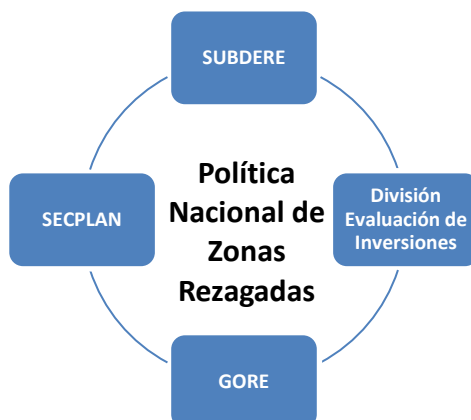 SUBDERE
SECPLAN
Política
Nacional de
Zonas
Rezagadas
División
Evaluación de
Inversiones
GORE